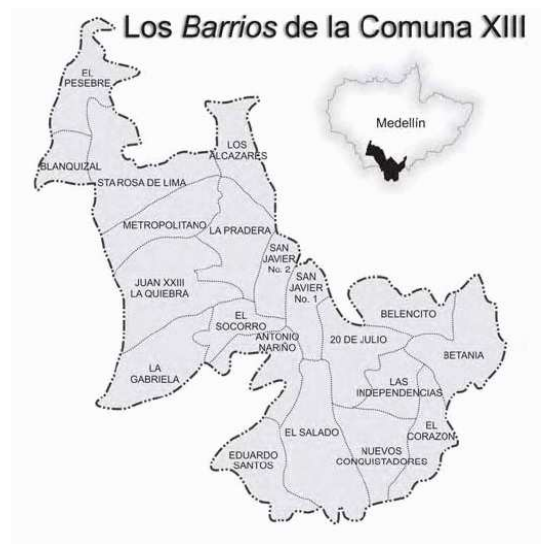 Los Barrios de la Comuna XIII
EL
PESEBRE
Medellín
LOS
ALCAZARES
BLANQUIZAL
STA ROSA DE LIMA
METROPOLITANO
LA PRADERA
SAN
JAVIER
No. 2
SAN
JAVIER
No. 1
JUAN XXIII
LA QUIEBRA
EL
SOCORRO
BELENCITO
ANTONIO
NARIÑO
20 DE JULIO
BETANIA
LA
GABRIELA
LAS
INDEPENDENCIAS
EL SALADO
EL
CORAZON
EDUARDO
SANTOS
NUEVOS
CONQUISTADORES